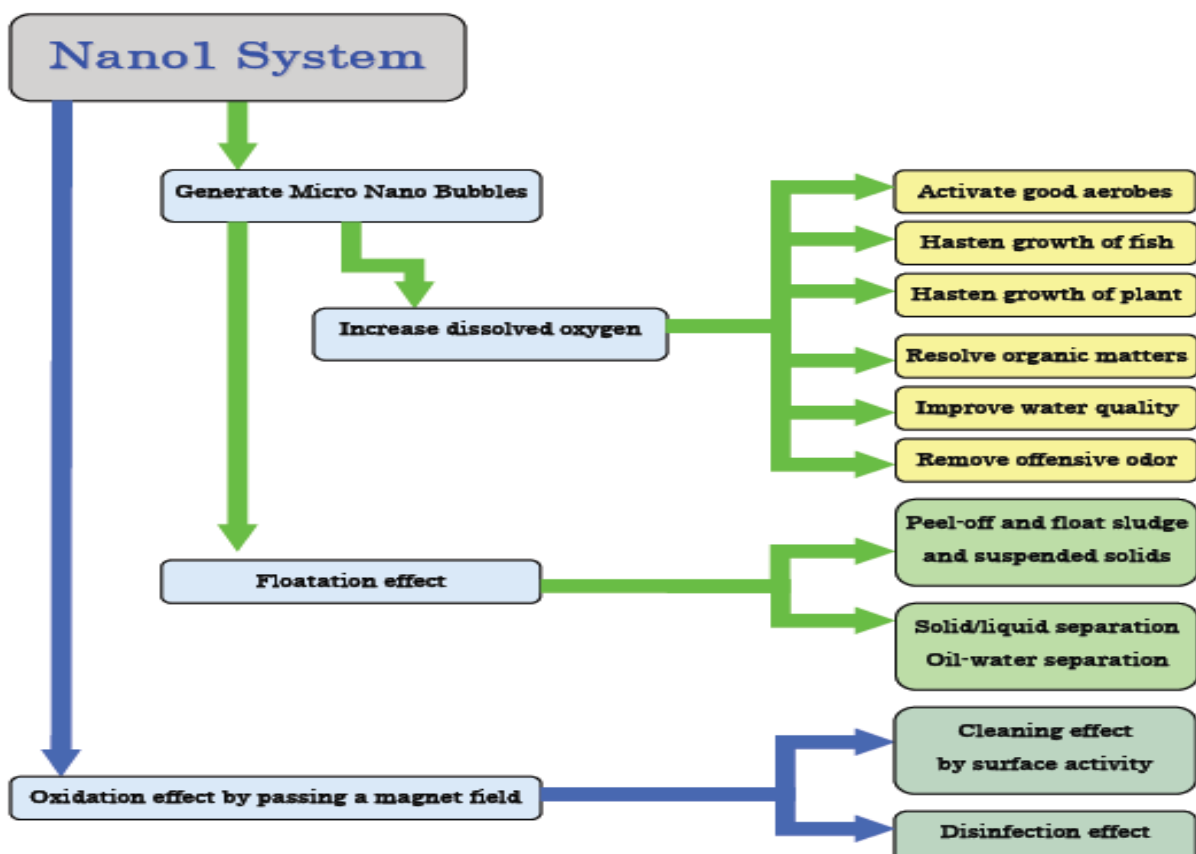 Nano1 System
Generate Micro Nano Bubbles
Increase dissolved oxygen
Activate good aerobes
Hasten growth of fish
Hasten growth of plant
Resolve organic matters
Improve water quality
Remove offensive odor
Floatation effect
Peel-off and float sludge
and suspended solids
Solid/liquid separation
Oil-water separation
Oxidation effect by passing a magnet field
Cleaning effect
by surface activity
Disinfection effect